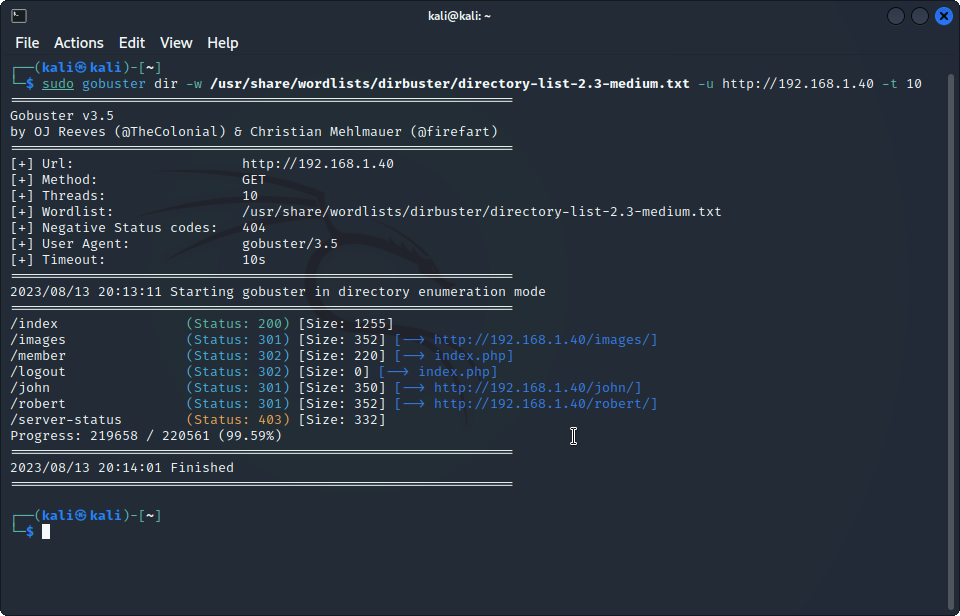 kali@kali: ~
File Actions Edit View Help
┌──(kali㉿kali)-[~]
└─$ sudo gobuster dir -w /usr/share/wordlists/dirbuster/directory-list-2.3-medium.txt -u http://192.168.1.40 -t 10
===============================================================
Gobuster v3.5
by OJ Reeves (@TheColonial) & Christian Mehlmauer (@firefart)
===============================================================
[+] Url:                     http://192.168.1.40
[+] Method:                  GET
[+] Threads:                 10
[+] Wordlist:                /usr/share/wordlists/dirbuster/directory-list-2.3-medium.txt
[+] Negative Status codes:   404
[+] User Agent:              gobuster/3.5
[+] Timeout:                 10s
===============================================================
2023/08/13 20:13:11 Starting gobuster in directory enumeration mode
===============================================================
/index                (Status: 200) [Size: 1255]
/images               (Status: 301) [Size: 352] [--> http://192.168.1.40/images/]
/member               (Status: 302) [Size: 220] [--> index.php]
/logout               (Status: 302) [Size: 0] [--> index.php]
/john                 (Status: 301) [Size: 350] [--> http://192.168.1.40/john/]
/robert               (Status: 301) [Size: 352] [--> http://192.168.1.40/robert/]
/server-status        (Status: 403) [Size: 332]
Progress: 219658 / 220561 (99.59%)
===============================================================
2023/08/13 20:14:01 Finished
===============================================================
┌──(kali㉿kali)-[~]
└─$